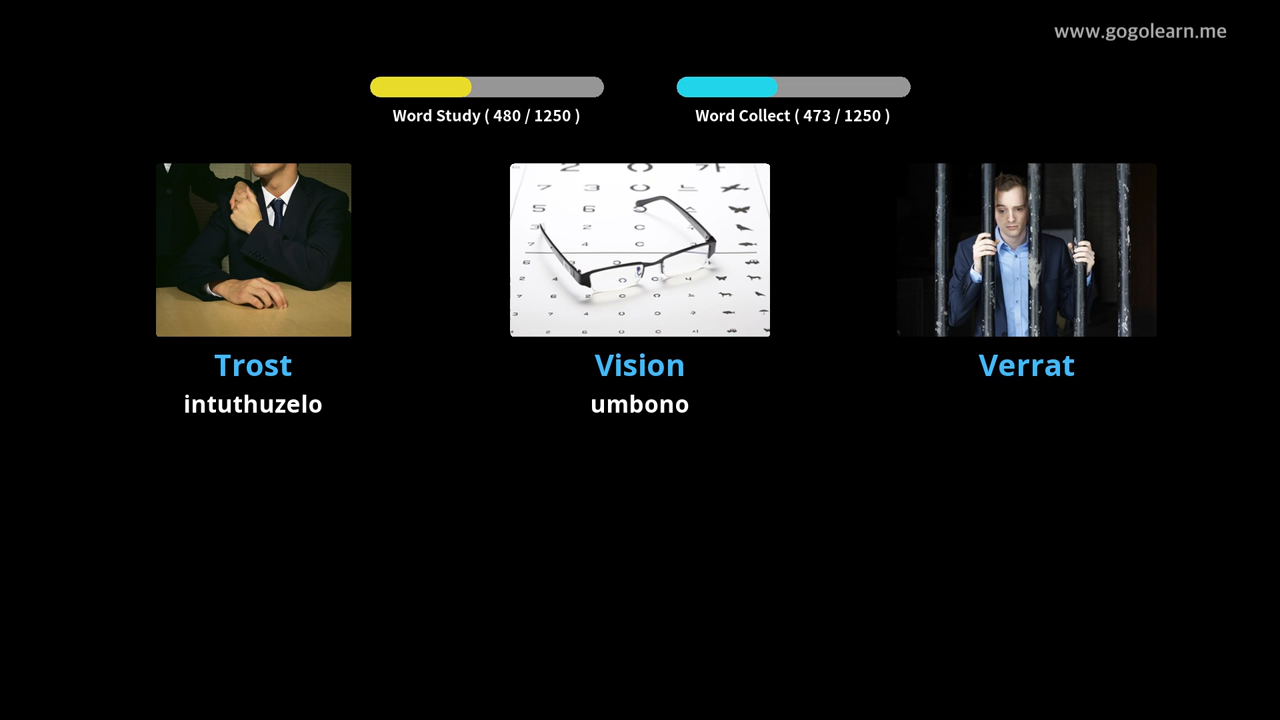 www.gogolearn.me
Word Study ( 480 / 1250 )
Word Collect ( 473 / 1250 )
Trost
intuthuzelo
Vision
umbono
Verrat